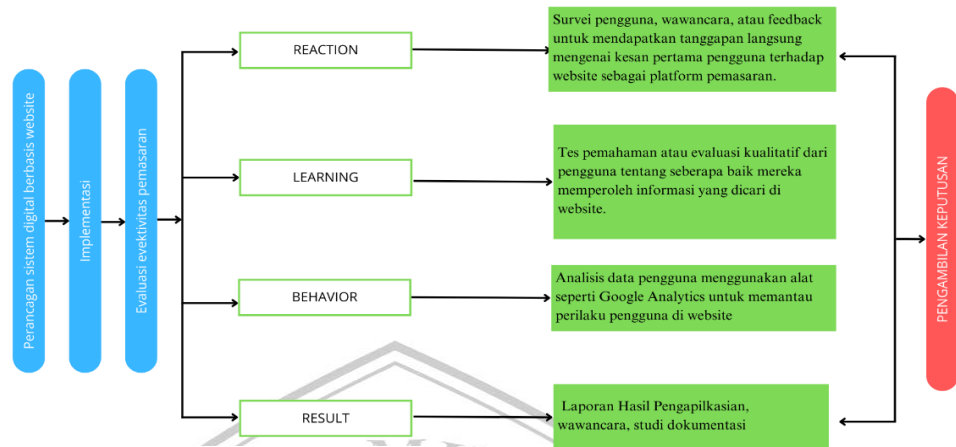 Perancagan sistem digital berbasis website
Implementasi
Evaluasi evektivitas pemasaran
REACTION
Survei pengguna, wawancara, atau feedback
untuk mendapatkan tanggapan langsung
mengenai kesan pertama pengguna terhadap
website sebagai platform pemasaran.
LEARNING
Tes pemahaman atau evaluasi kualitatif dari
pengguna tentang seberapa baik mereka
memperoleh informasi yang dicari di
website.
BEHAVIOR
Analisis data pengguna menggunakan alat
seperti Google Analytics untuk memantau
perilaku pengguna di website
RESULT
Laporan Hasil Pengapilkasian,
wawancara, studi dokumentasi
PENGAMBILAN KEPUTUSAN